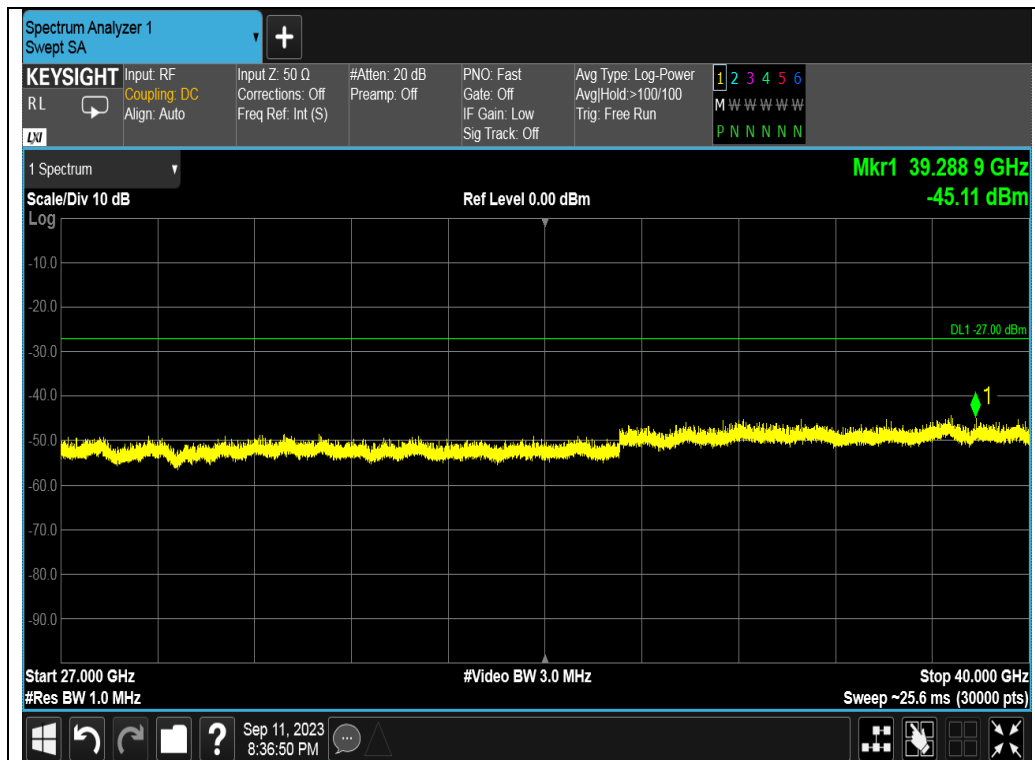 Spectrum Analyzer 1
Swept SA
+
KEYSIGHT
RL
LXI
Input: RF
Coupling: DC
Align: Auto
Input Z: 50 Ω
Corrections: Off
Freq Ref: Int (S)
#Atten: 20 dB
Preamp: Off
PNO: Fast
Gate: Off
IF Gain: Low
Sig Track: Off
Avg Type: Log-Power
Avg|Hold:>100/100
Trig: Free Run
1 2 3 4 5 6
M W W W W W
P N N N N N
1 Spectrum
Mkr1 39.288 9 GHz
-45.11 dBm
Scale/Div 10 dB
Ref Level 0.00 dBm
Log
-10.0
-20.0
DL1 -27.00 dBm
-30.0
-40.0
1
-50.0
-60.0
-70.0
-80.0
-90.0
Start 27.000 GHz
#Video BW 3.0 MHz
Stop 40.000 GHz
#Res BW 1.0 MHz
Sweep ~25.6 ms (30000 pts)
?
Sep 11, 2023
8:36:50 PM